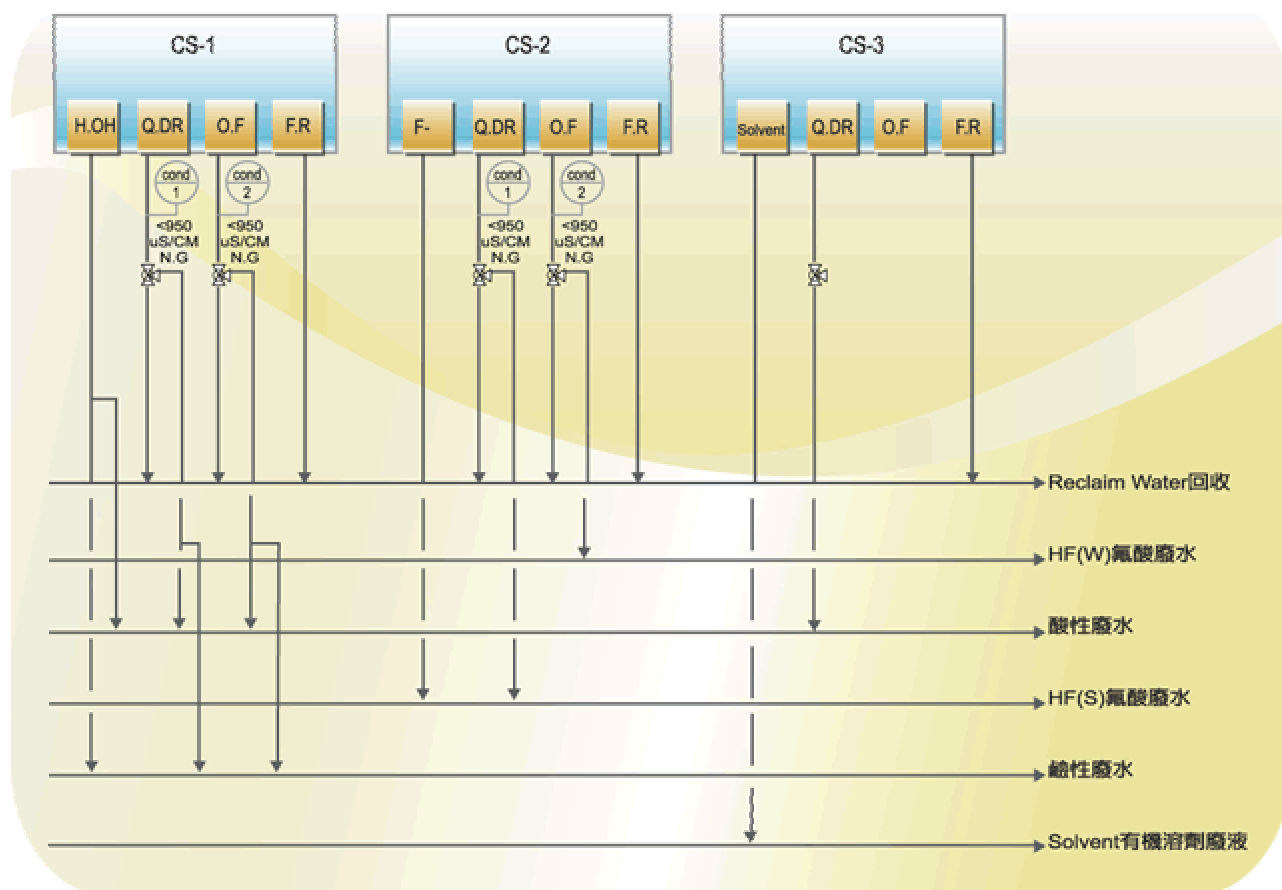 CS-1
CS-2
CS-3
H.OH
Q.DR
O.F
F.R
F-
Q.DR
O.F
F.R
Solvent
Q.DR
O.F
F.R
cond
1
cond
2
cond
1
cond
2
<950
uS/CM
N.G
<950
uS/CM
N.G
<950
uS/CM
N.G
<950
uS/CM
N.G
Reclaim Water回收
HF(W)氟酸廢水
酸性廢水
HF(S)氟酸廢水
鹼性廢水
Solvent有機溶劑廢液